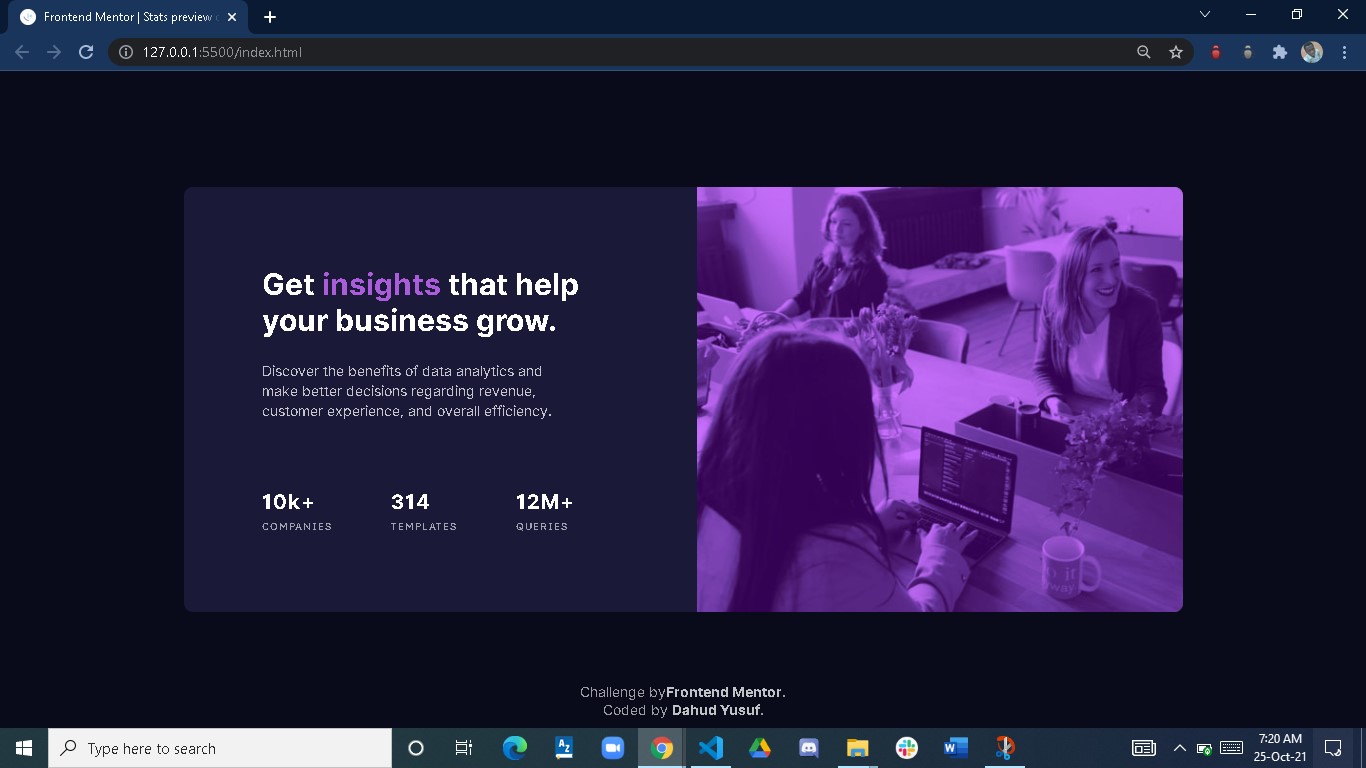 Frontend Mentor | Stats preview
127.0.0.1:5500/index.html
Get insights that help
your business grow.
Discover the benefits of data analytics and
make better decisions regarding revenue,
customer experience, and overall efficiency.
10k+ 314 12M+
COMPANIES TEMPLATES QUERIES
Challenge byFrontend Mentor.
Coded by Dahud Yusuf.
Type here to search
7:20 AM
25-Oct-21